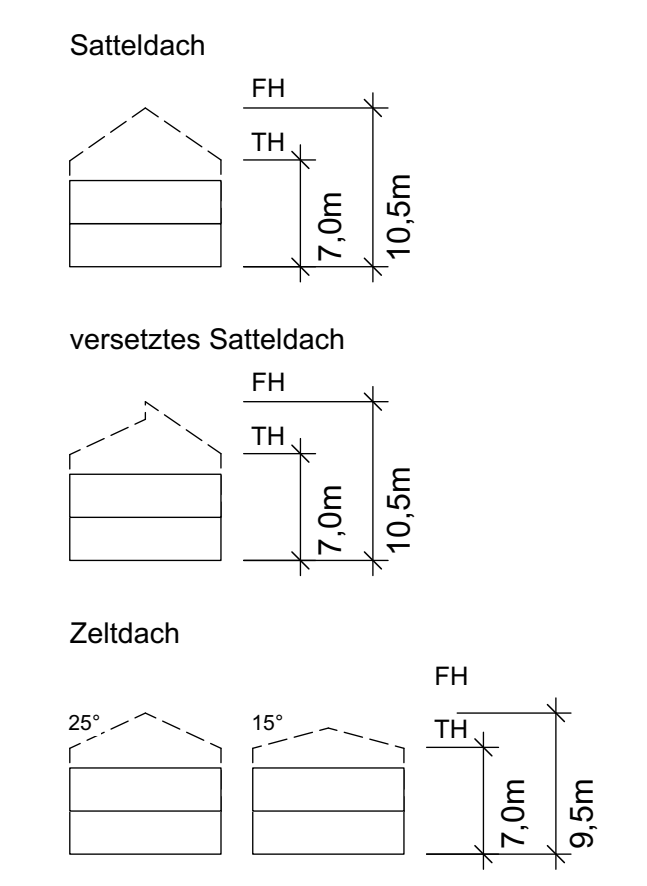 Satteldach
FH
TH
7,0m
10,5m
versetztes Satteldach
FH
TH
7,0m
10,5m
Zeltdach
FH
25°
15°
TH
7,0m
9,5m